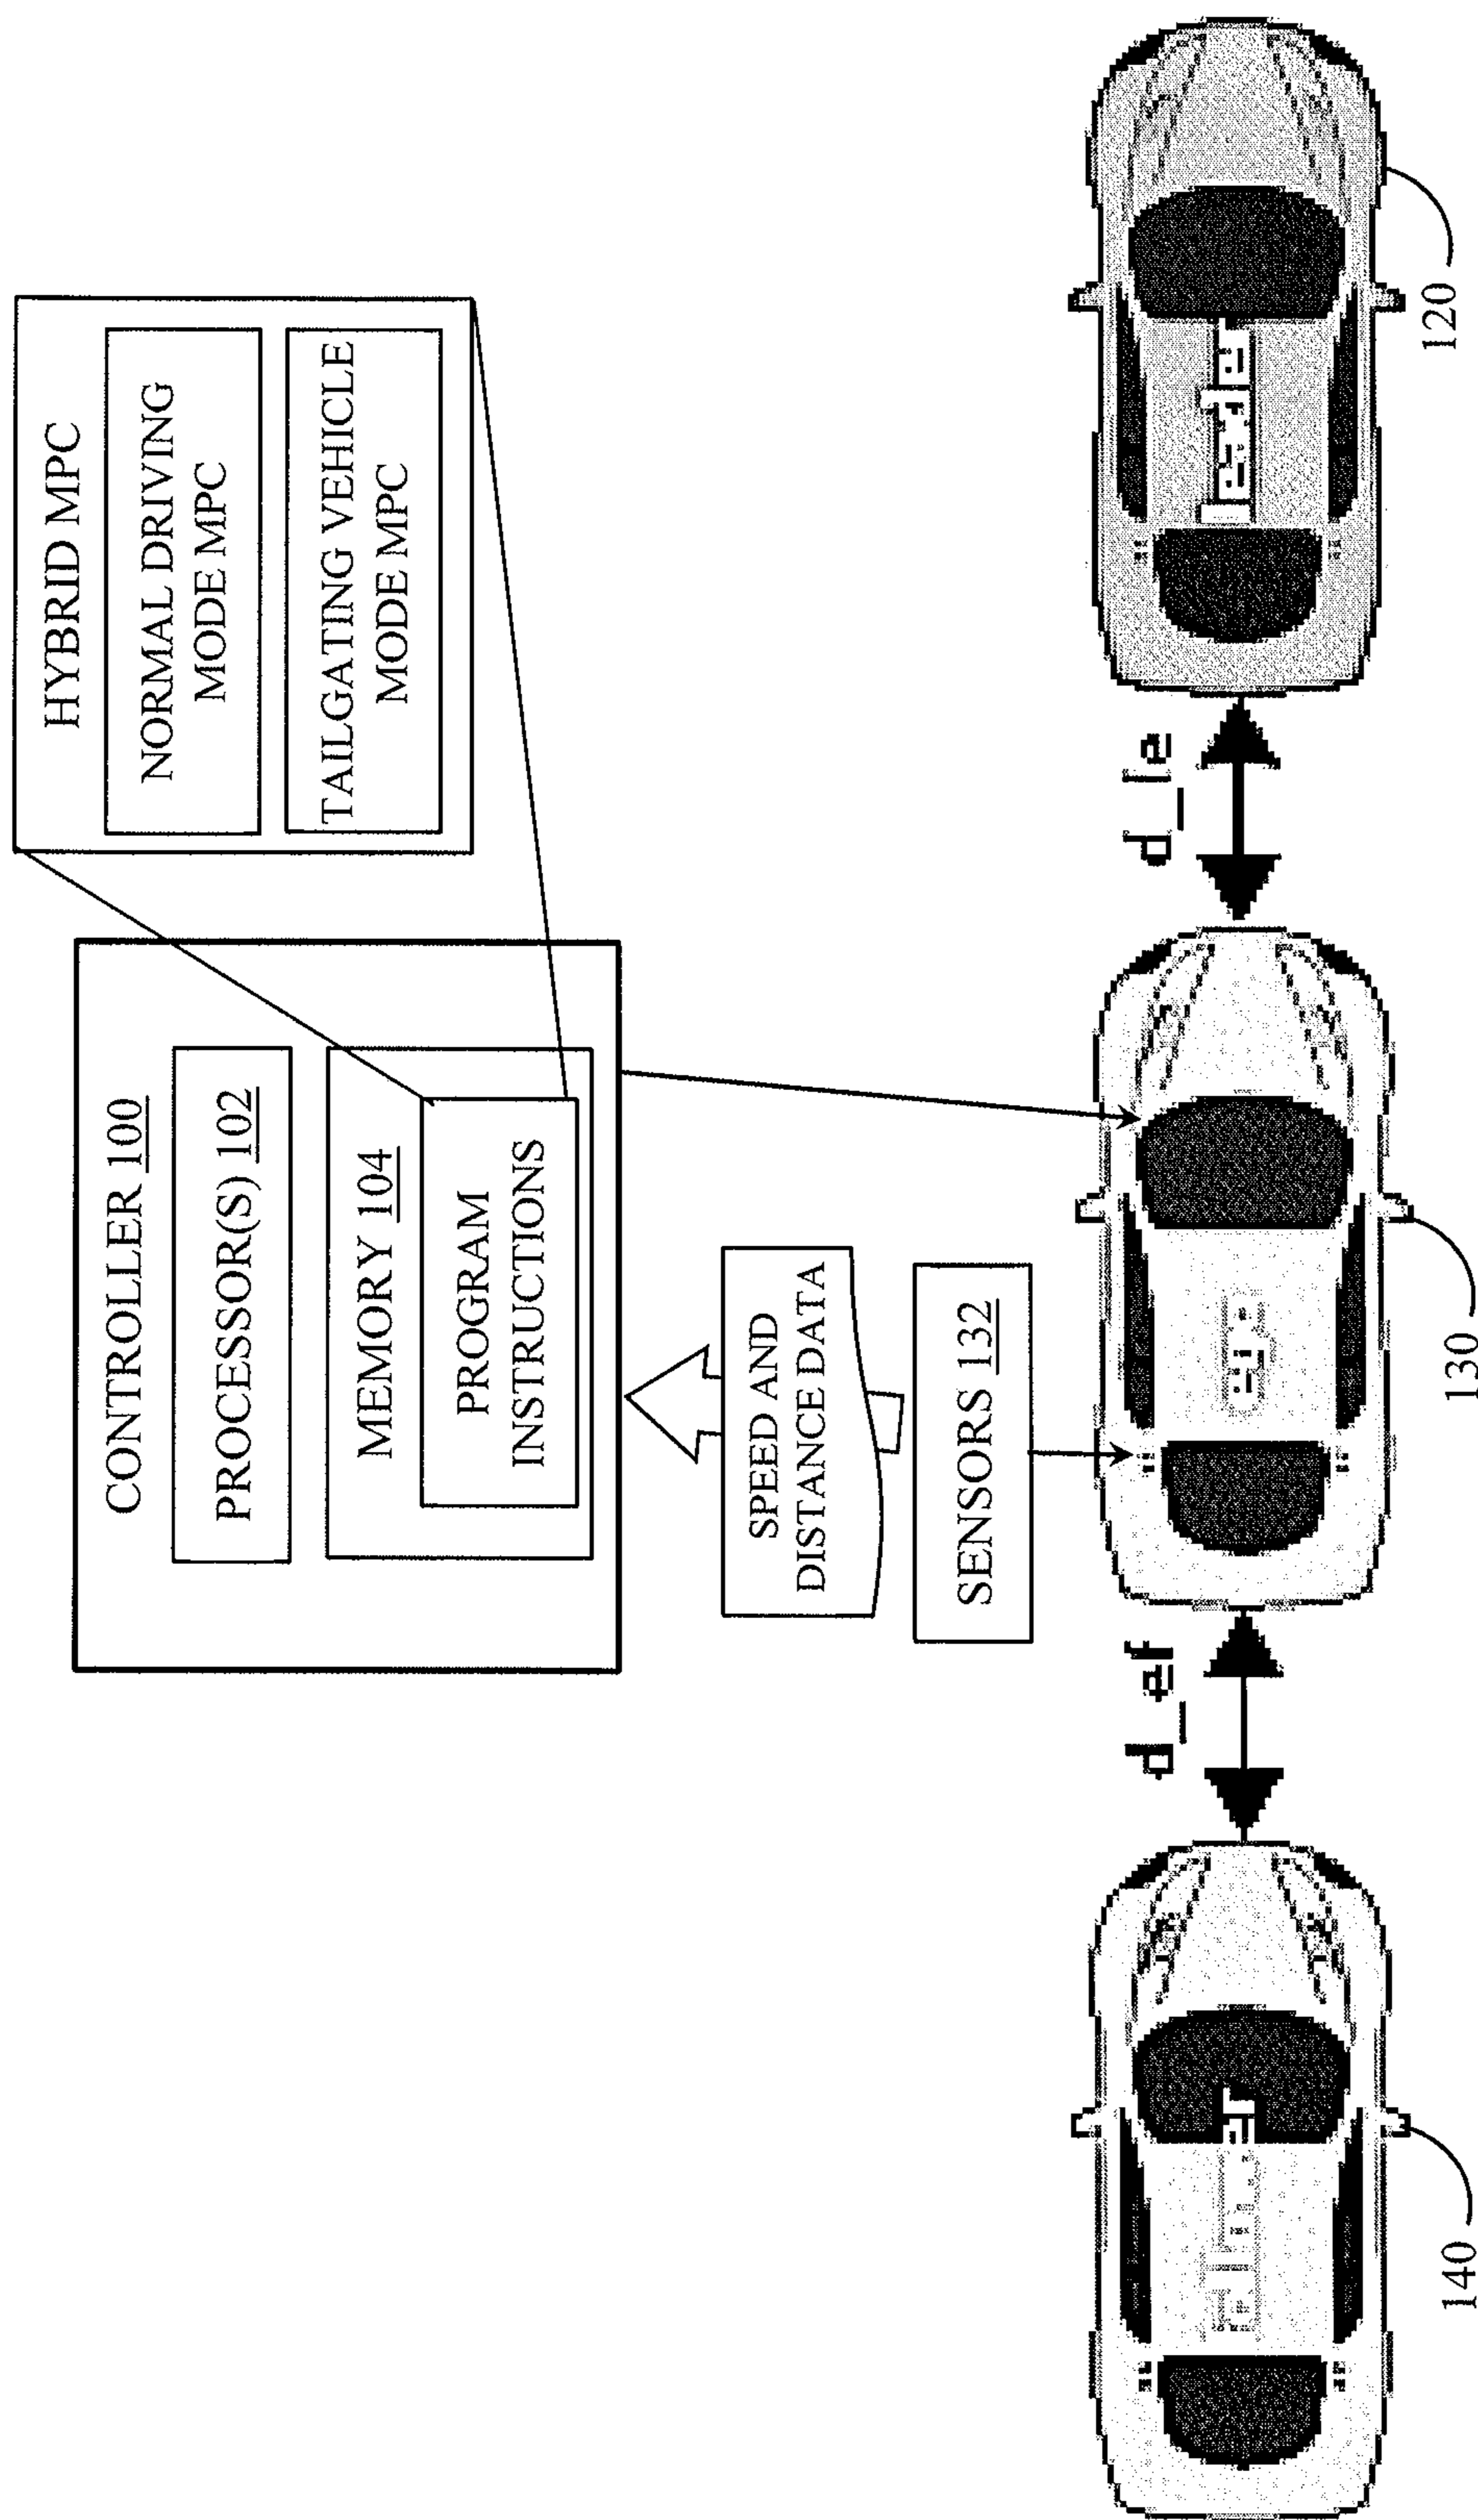 HYBRID MPC
NORMAL DRIVING
MODE MPC
TAILGATING VEHICLE
MODE MPC
CONTROLLER 100
PROCESSOR(S) 102
MEMORY 104
PROGRAM
INSTRUCTIONS
SPEED AND
DISTANCE DATA
SENSORS 132
d_ef
d_le
140
130
120